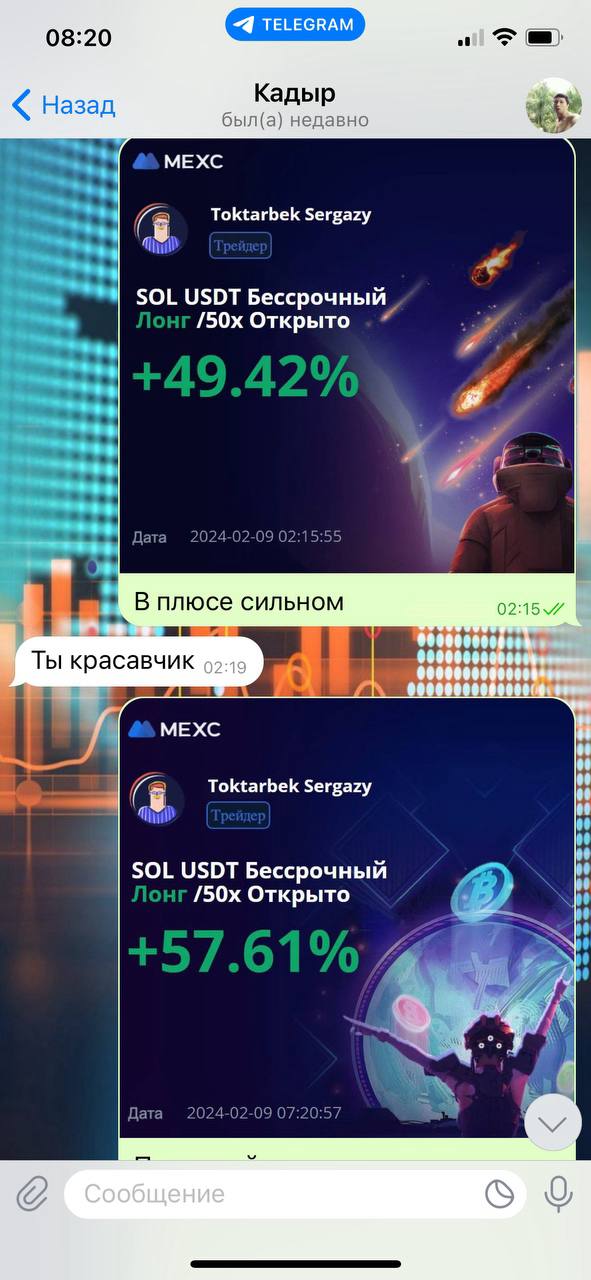 08:20
TELEGRAM
Назад
Кадыр
был(а) недавно
MEXC
Toktarbek Sergazy
Трейдер
SOL USDT Бессрочный
Лонг /50x Открыто
+49.42%
Дата 2024-02-09 02:15:55
В плюсе сильном 02:15
Ты красавчик 02:19
MEXC
Toktarbek Sergazy
Трейдер
SOL USDT Бессрочный
Лонг /50x Открыто
+57.61%
Дата 2024-02-09 07:20:57
Сообщение